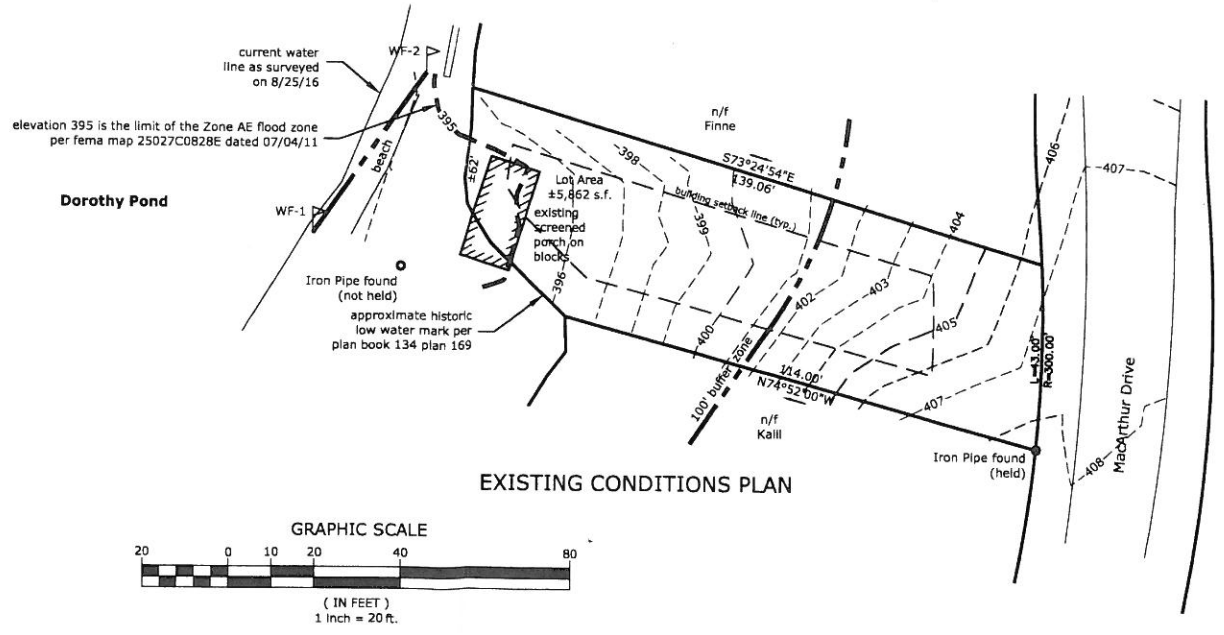 current water
line as surveyed
on 8/25/16
WF-2
elevation 395 is the limit of the Zone AE flood zone
per fema map 25027C0828E dated 07/04/11
395
beach
±62'
Dorothy Pond
WF-1
Iron Pipe found
(not held)
approximate historic
low water mark per
plan book 134 plan 169
n/f
Finne
S73°24'54"E
139.06'
398
Lot Area
±5,862 s.f.
existing
screened
porch on
blocks
building setback line (typ.)
399
396
400
402
403
404
405
406
407
407
408
100' buffer zone
114.00'
N74°52'00"W
n/f
Kalil
L=43.00'
R=300.00'
MacArthur Drive
Iron Pipe found
(held)
EXISTING CONDITIONS PLAN
GRAPHIC SCALE
20 0 10 20 40 80
( IN FEET )
1 inch = 20 ft.